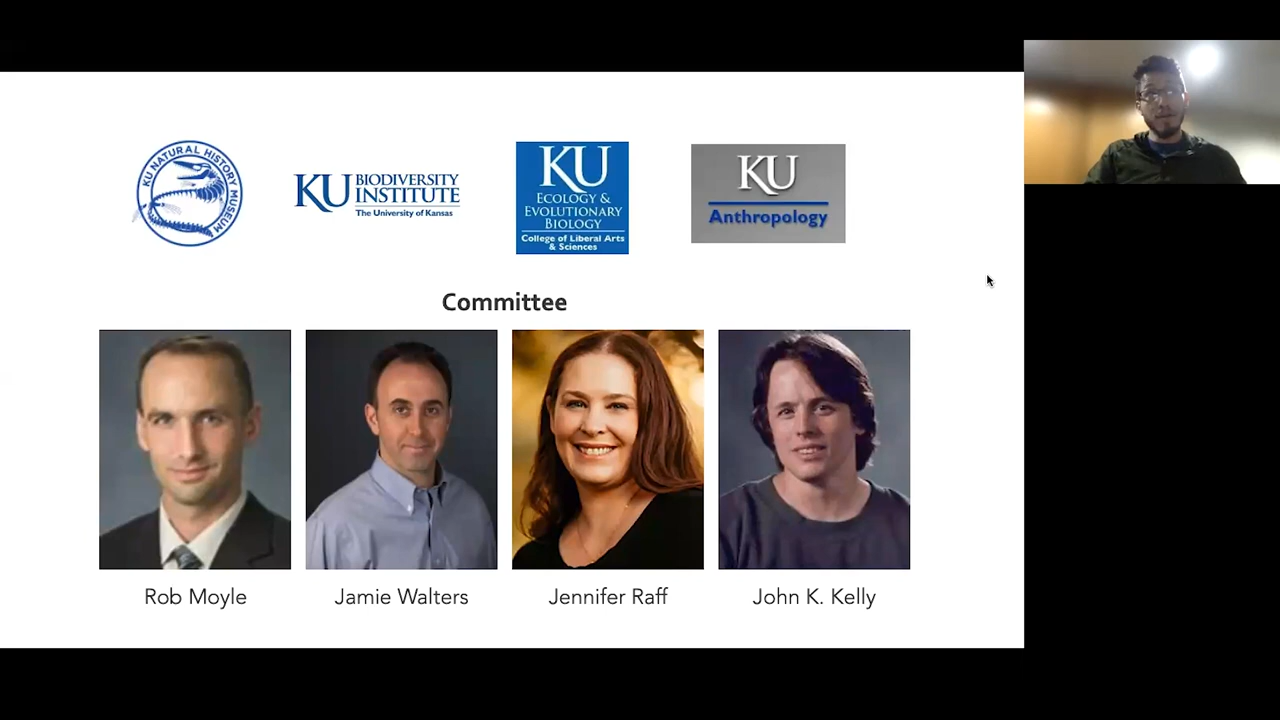 KU NATURAL HISTORY MUSEUM
KU BIODIVERSITY
INSTITUTE
The University of Kansas
KU
ECOLOGY &
EVOLUTIONARY
BIOLOGY
College of Liberal Arts
& Sciences
KU
Anthropology
Committee
Rob Moyle
Jamie Walters
Jennifer Raff
John K. Kelly